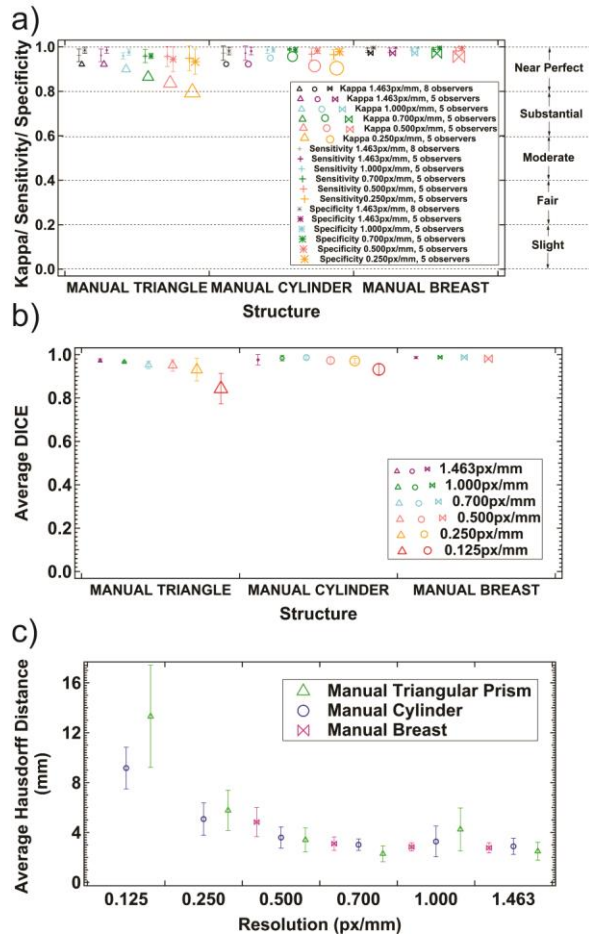 a)
Kappa/ Sensitivity/ Specificity
1.0
0.8
0.6
0.4
0.2
0.0
Kappa 1.463px/mm, 8 observers
Kappa 1.463px/mm, 5 observers
Kappa 1.000px/mm, 5 observers
Kappa 0.700px/mm, 5 observers
Kappa 0.500px/mm, 5 observers
Kappa 0.250px/mm, 5 observers
Sensitivity 1.463px/mm, 8 observers
Sensitivity 1.463px/mm, 5 observers
Sensitivity 1.000px/mm, 5 observers
Sensitivity 0.700px/mm, 5 observers
Sensitivity 0.500px/mm, 5 observers
Sensitivity0.250px/mm, 5 observers
Specificity 1.463px/mm, 8 observers
Specificity 1.463px/mm, 5 observers
Specificity 1.000px/mm, 5 observers
Specificity 0.700px/mm, 5 observers
Specificity 0.500px/mm, 5 observers
Specificity 0.250px/mm, 5 observers
Near Perfect
Substantial
Moderate
Fair
Slight
MANUAL TRIANGLE MANUAL CYLINDER MANUAL BREAST
Structure
b)
Average DICE
1.0
0.8
0.6
0.4
0.2
0.0
1.463px/mm
1.000px/mm
0.700px/mm
0.500px/mm
0.250px/mm
0.125px/mm
MANUAL TRIANGLE MANUAL CYLINDER MANUAL BREAST
Structure
c)
Average Hausdorff Distance
(mm)
16
12
8
4
0
Manual Triangular Prism
Manual Cylinder
Manual Breast
0.125 0.250 0.500 0.700 1.000 1.463
Resolution (px/mm)